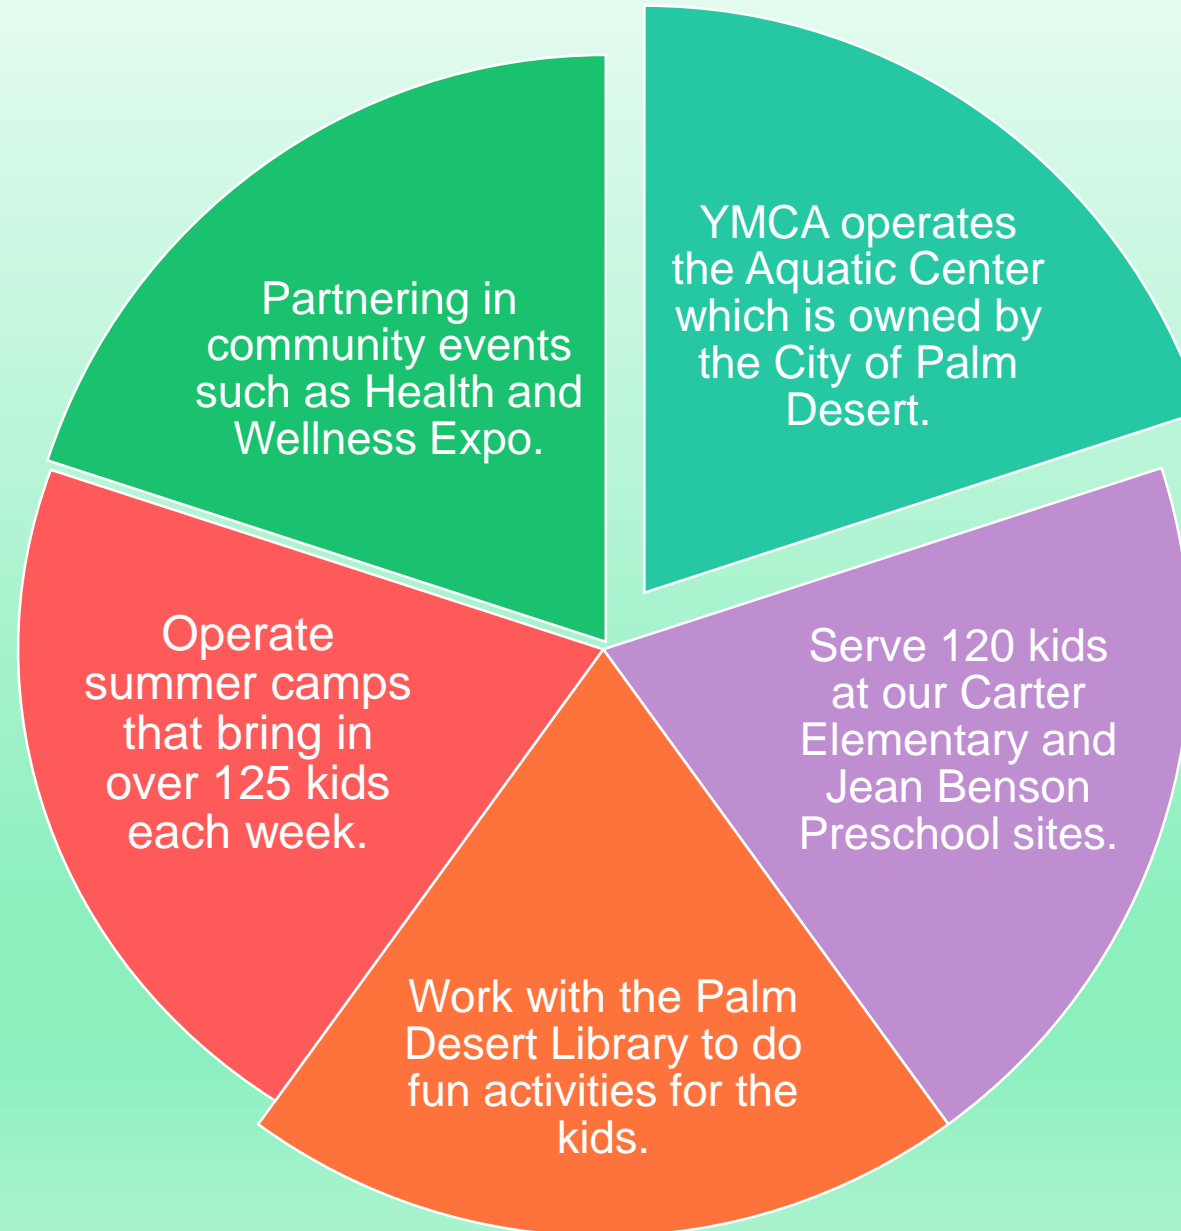 YMCA operates
the Aquatic Center
which is owned by
the City of Palm
Desert.
Serve 120 kids
at our Carter
Elementary and
Jean Benson
Preschool sites.
Work with the Palm
Desert Library to do
fun activities for the
kids.
Operate
summer camps
that bring in
over 125 kids
each week.
Partnering in
community events
such as Health and
Wellness Expo.